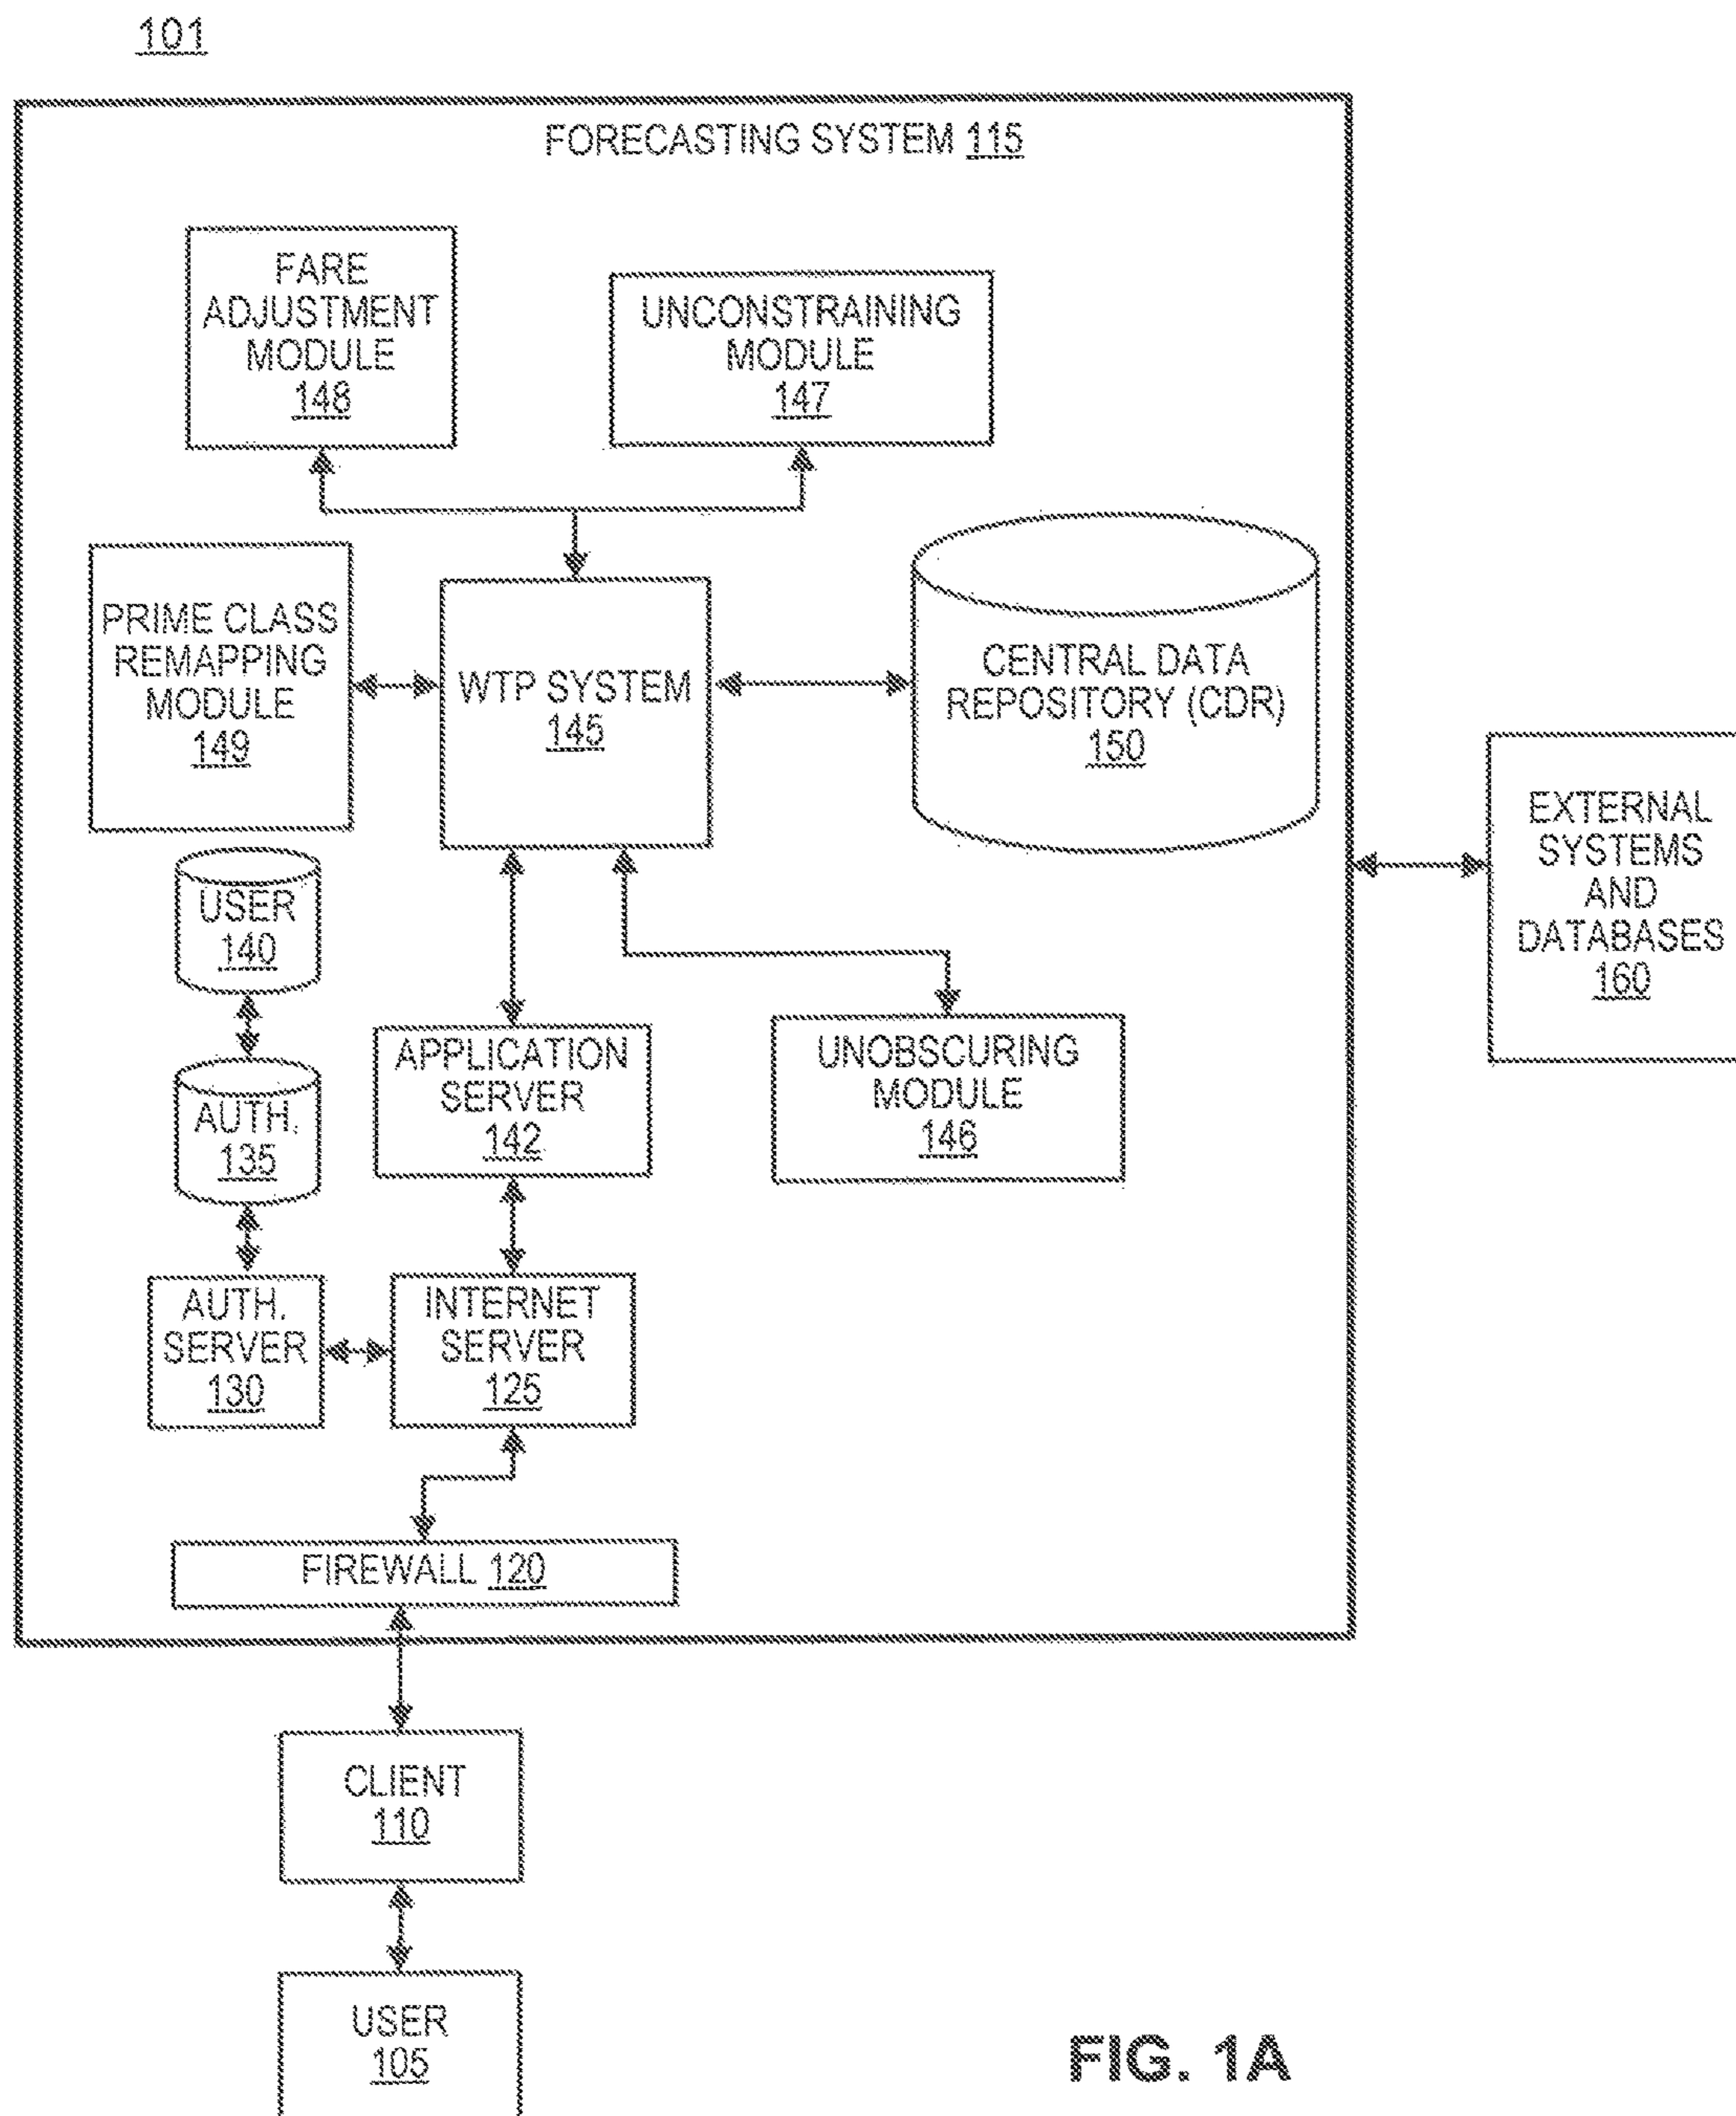 101
FORECASTING SYSTEM 115
FARE
ADJUSTMENT
MODULE
148
UNCONSTRAINING
MODULE
147
PRIME CLASS
REMAPPING
MODULE
149
WTP SYSTEM
145
CENTRAL DATA
REPOSITORY (CDR)
150
EXTERNAL
SYSTEMS
AND
DATABASES
160
USER
140
AUTH.
135
APPLICATION
SERVER
142
UNOBSCURING
MODULE
146
AUTH.
SERVER
130
INTERNET
SERVER
125
FIREWALL 120
CLIENT
110
USER
105
FIG. 1A